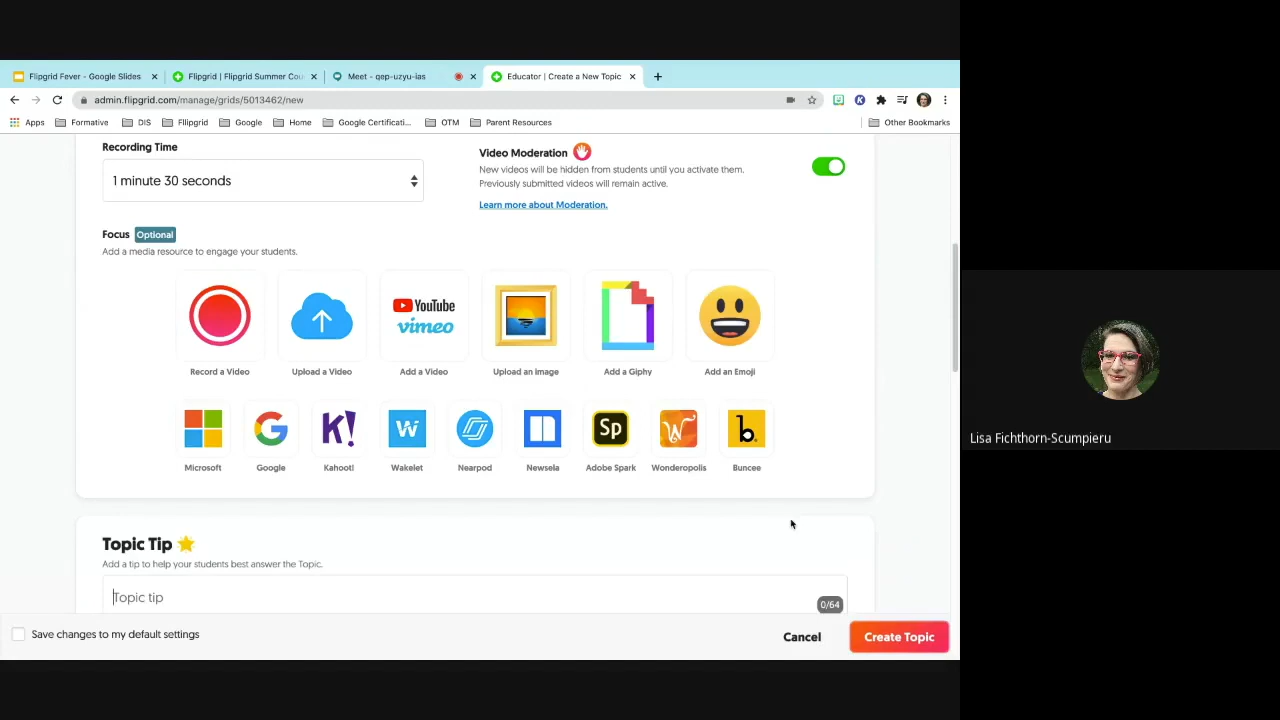 Flipgrid Fever - Google Slides
Flipgrid | Flipgrid Summer Cou
Meet - qep-uzyu-ias
Educator | Create a New Topic
admin.flipgrid.com/manage/grids/5013462/new
Apps Formative DIS Flipgrid Google Home Google Certificati... OTM Parent Resources Other Bookmarks
Recording Time
1 minute 30 seconds
Video Moderation
New videos will be hidden from students until you activate them.
Previously submitted videos will remain active.
Learn more about Moderation.
Focus Optional
Add a media resource to engage your students.
YouTube
vimeo
Record a Video Upload a Video Add a Video Upload an image Add a Giphy Add an Emoji
K! W Sp W b.
Microsoft Google Kahoot! Wakelet Nearpod Newsela Adobe Spark Wonderopolis Buncee
Topic Tip
Add a tip to help your students best answer the Topic.
Topic tip
0/64
Save changes to my default settings
Cancel
Create Topic
Lisa Fichthorn-Scumpieru